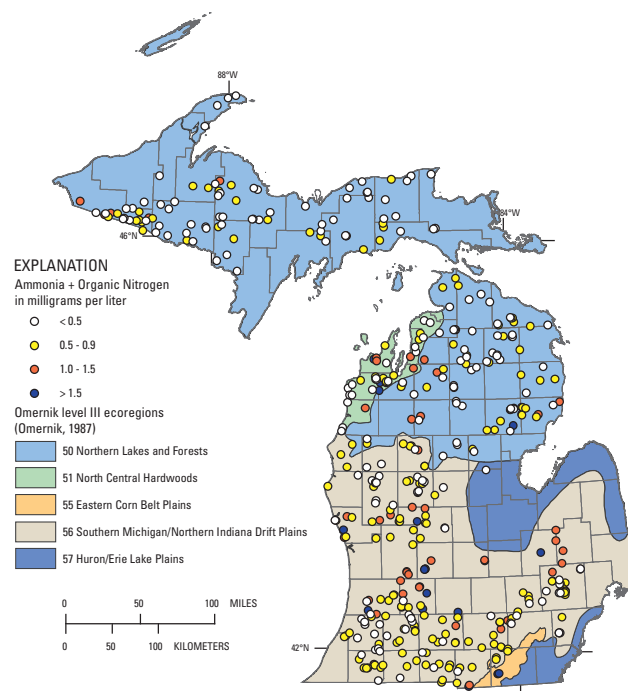 88°W
84°W
46°N
EXPLANATION
Ammonia + Organic Nitrogen
in milligrams per liter
< 0.5
0.5 - 0.9
1.0 - 1.5
> 1.5
Omernik level III ecoregions
(Omernik, 1987)
50 Northern Lakes and Forests
51 North Central Hardwoods
55 Eastern Corn Belt Plains
56 Southern Michigan/Northern Indiana Drift Plains
57 Huron/Erie Lake Plains
0 50 100 MILES
0 50 100 KILOMETERS
42°N